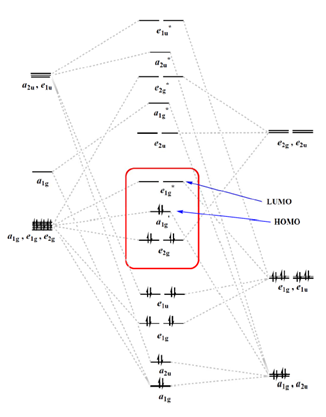 e1u*
a2u*
a2u, e1u
e2g*
a1g*
e2u
e2g, e2u
a1g
e1g*
LUMO
a1g
HOMO
a1g, e1g, e2g
e2g
e1g, e1u
e1u
e1g
a2u
a1g, a2u
a1g